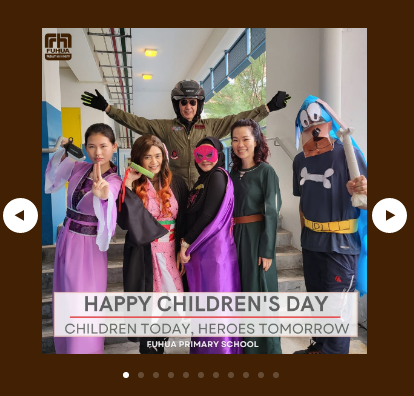 FUHUA
HAPPY CHILDREN'S DAY
CHILDREN TODAY, HEROES TOMORROW
FUHUA PRIMARY SCHOOL